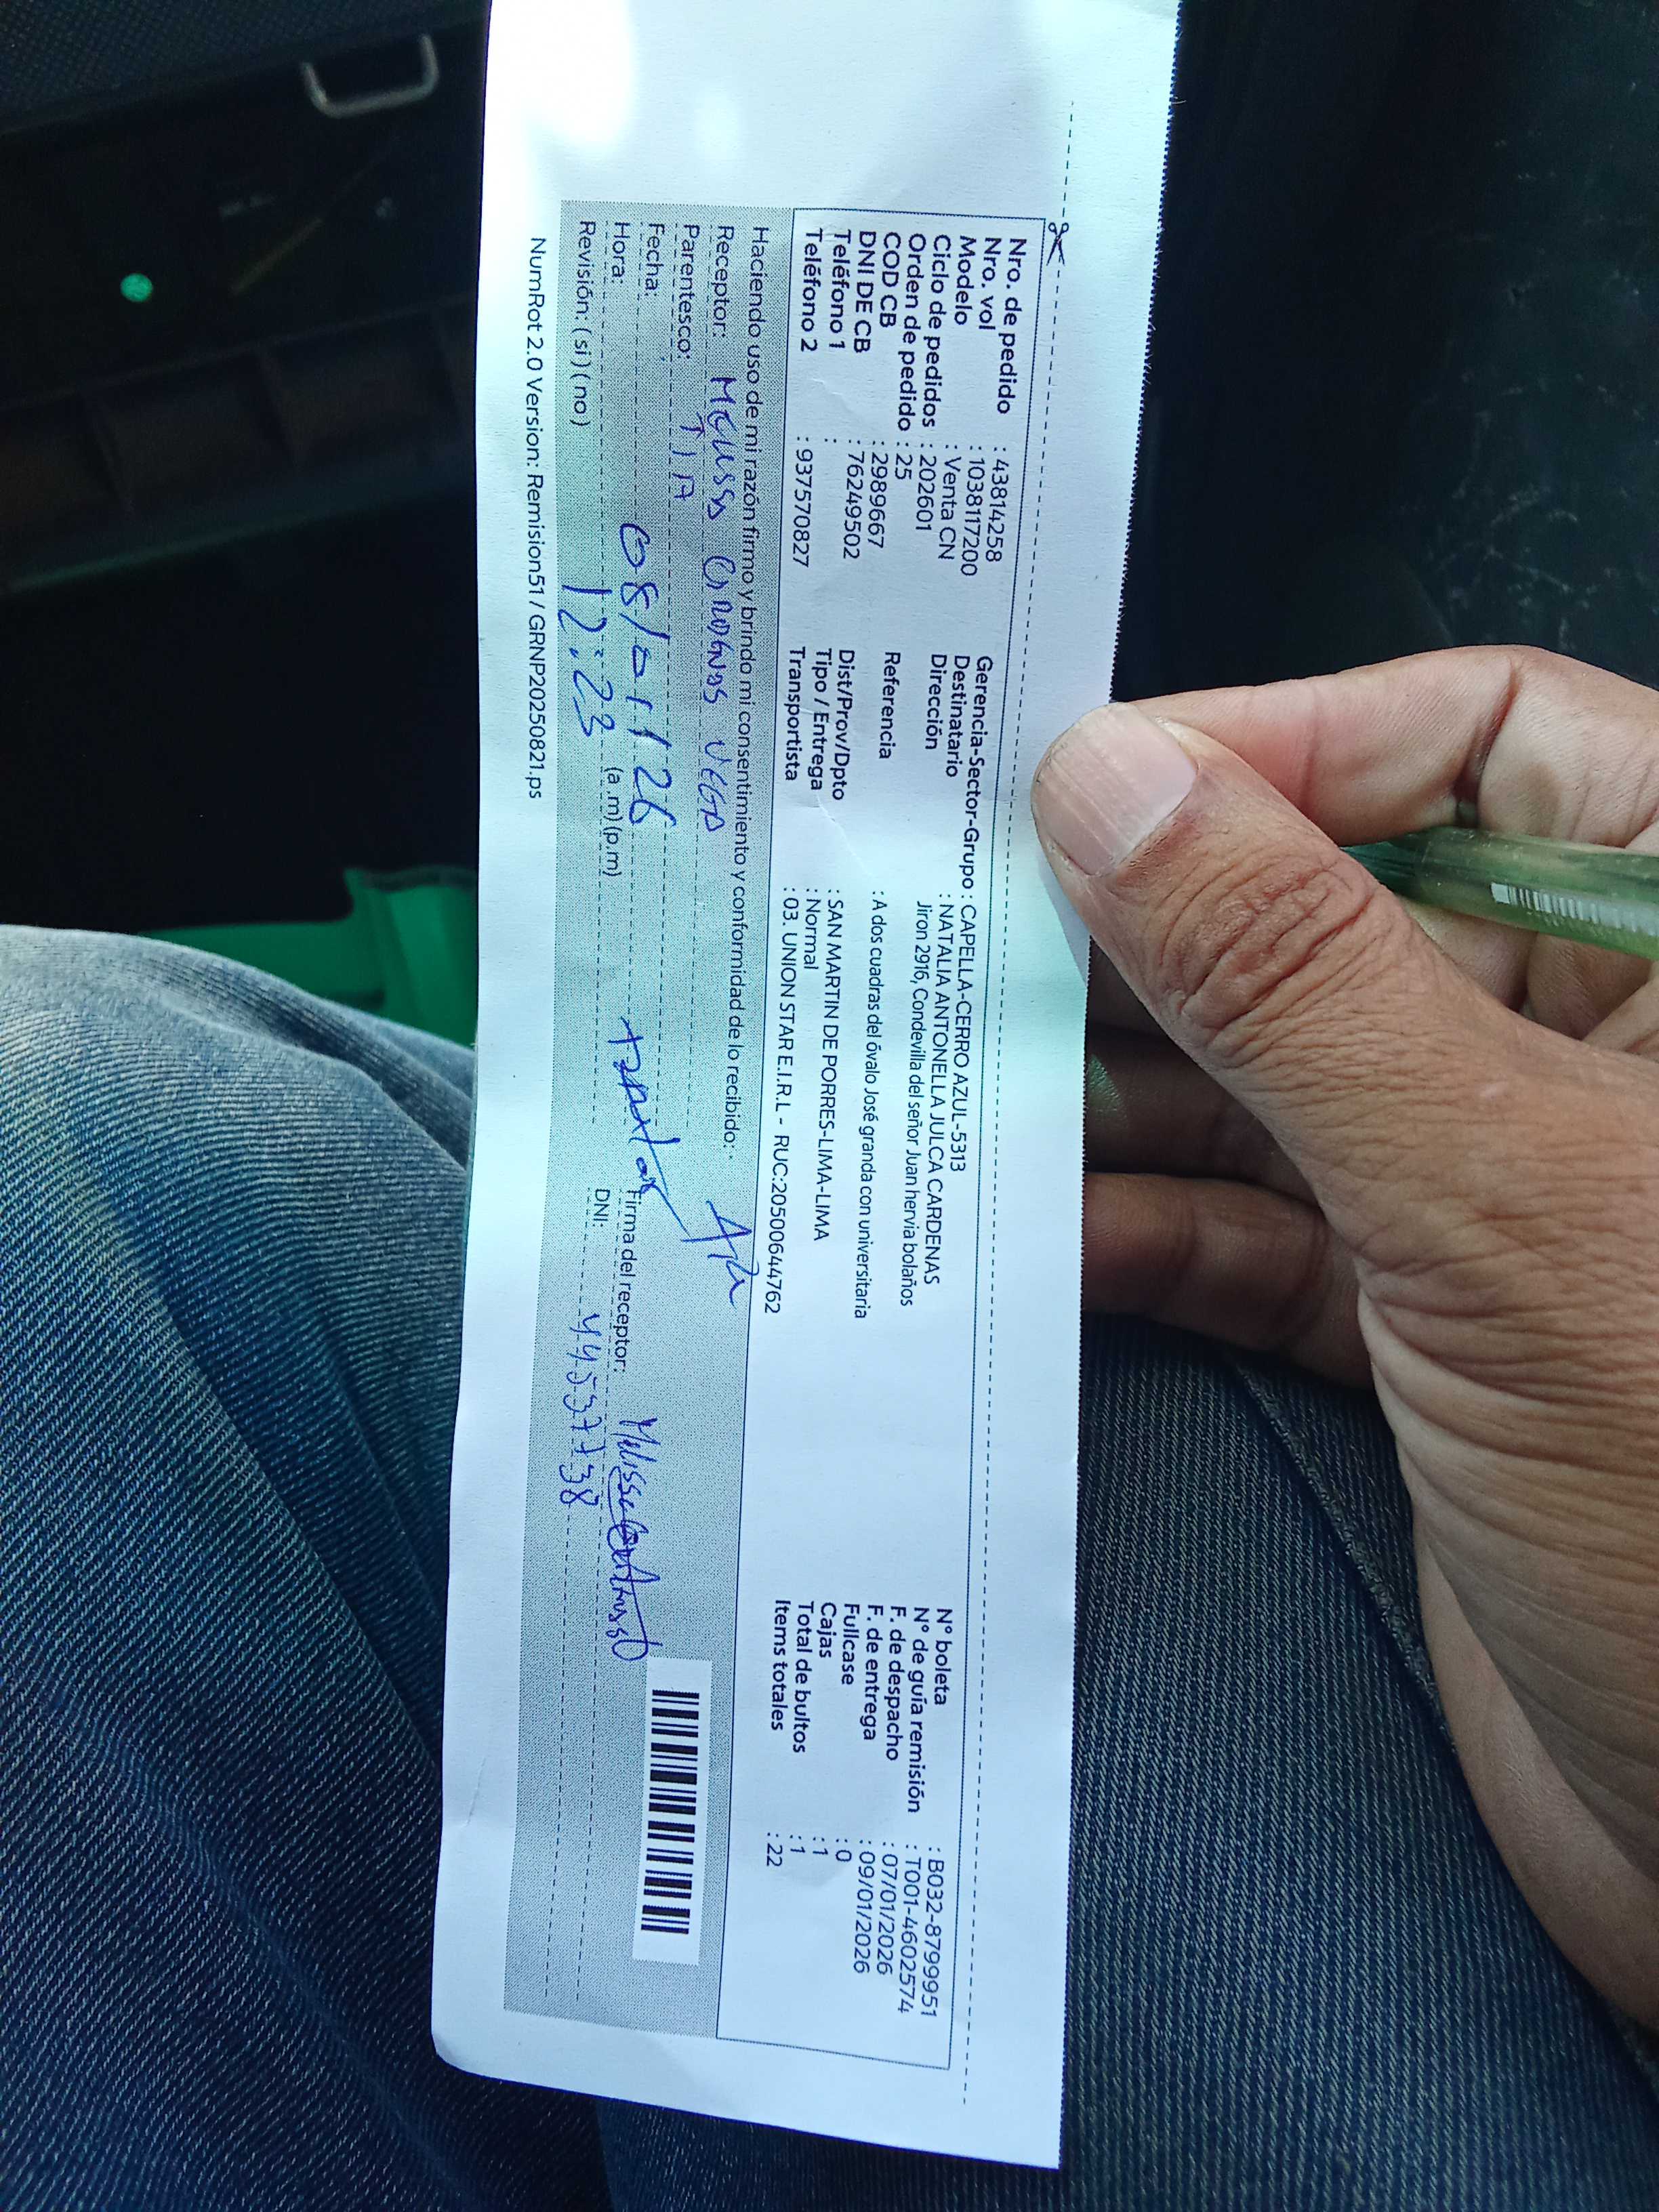 Nro. de pedido : 43814258
Nro. vol : 1038117200
Modelo : Venta CN
Ciclo de pedidos : 202601
Orden de pedido : 25
COD CB : 2989667
DNI DE CB : 76249502
Teléfono 1 :
Teléfono 2 : 937570827
Gerencia-Sector-Grupo : CAPELLA-CERRO AZUL-5313
Destinatario : NATALIA ANTONELLA JULCA CARDENAS
Dirección Jiron 2916, Condevilla del señor Juan hervia bolaños
Referencia : A dos cuadras del óvalo José granda con universitaria
Dist/Prov/Dpto : SAN MARTIN DE PORRES-LIMA-LIMA
Tipo / Entrega : Normal
Transportista : 03. UNION STAR E.I.R.L - RUC:20500644762
N° boleta : B032-8799951
N° de guía remisión : T001-4602574
F. de despacho : 07/01/2026
F. de entrega : 09/01/2026
Fullcase : 0
Cajas : 1
Total de bultos : 1
Items totales : 22
Haciendo uso de mi razón firmo y brindo mi consentimiento y conformidad de lo recibido:
Receptor: VEGA
Parentesco: TIA
Fecha: 08/01/26
Hora: 12:23 (a.m)(p.m)
Revisión: (si)(no)
Firma del receptor: Melissa
DNI: 44537738
NumRot 2.0 Version: Remision51 / GRNP20250821.ps